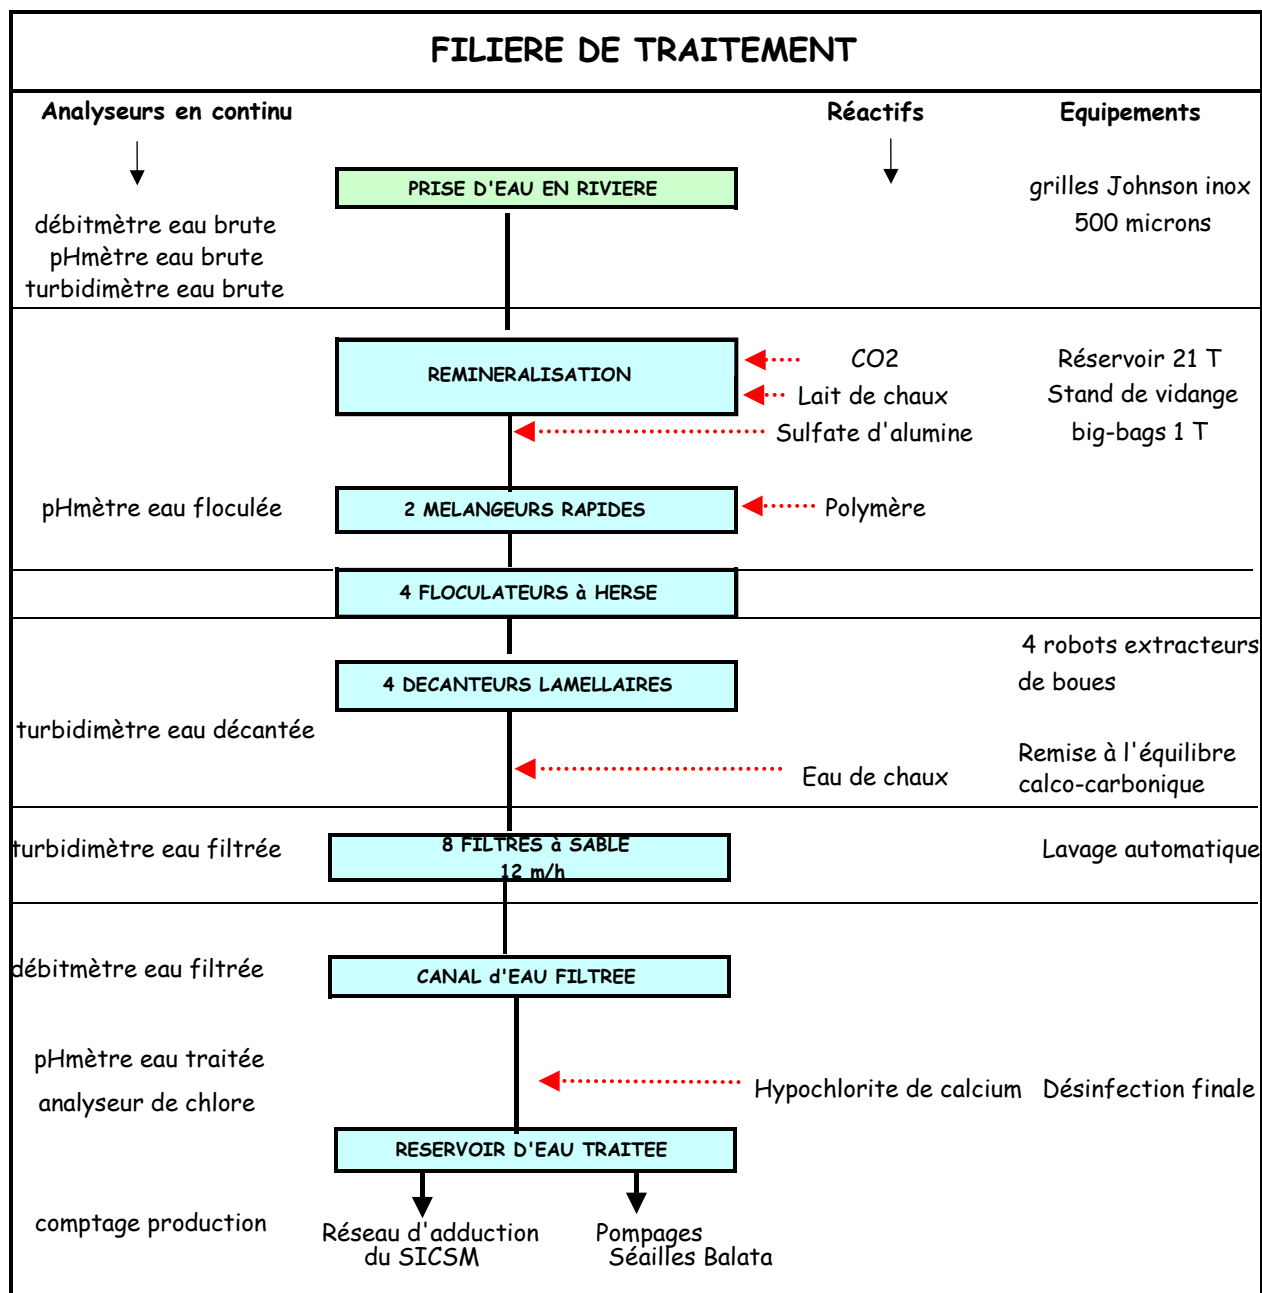 FILIERE DE TRAITEMENT
Analyseurs en continu
Réactifs
Equipements
PRISE D'EAU EN RIVIERE
grilles Johnson inox
500 microns
débitmètre eau brute
pHmètre eau brute
turbidimètre eau brute
REMINERALISATION
CO2
Réservoir 21 T
Lait de chaux
Stand de vidange
Sulfate d'alumine
big-bags 1 T
pHmètre eau floculée
2 MELANGEURS RAPIDES
Polymère
4 FLOCULATEURS à HERSE
4 robots extracteurs
de boues
4 DECANTEURS LAMELLAIRES
turbidimètre eau décantée
Eau de chaux
Remise à l'équilibre
calco-carbonique
turbidimètre eau filtrée
8 FILTRES à SABLE
12 m/h
Lavage automatique
débitmètre eau filtrée
CANAL d'EAU FILTREE
pHmètre eau traitée
analyseur de chlore
Hypochlorite de calcium
Désinfection finale
RESERVOIR D'EAU TRAITEE
comptage production
Réseau d'adduction
du SICSM
Pompages
Séailles Balata